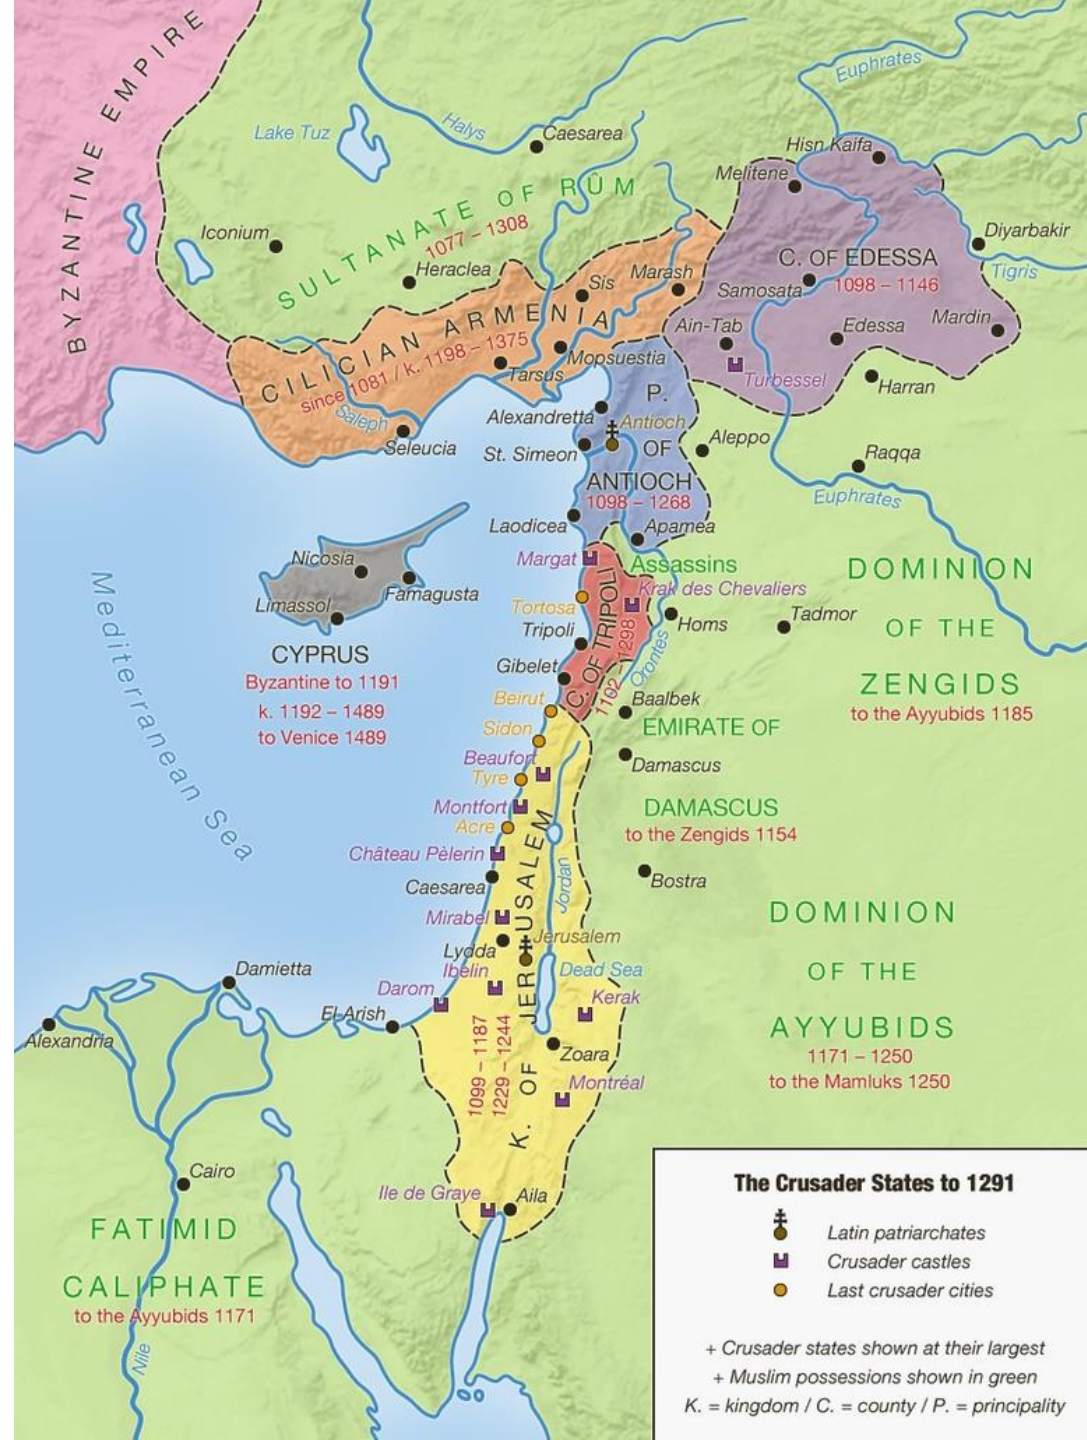 BYZANTINE EMPIRE
Euphrates
Lake Tuz
Halys
Caesarea
Hisn Kaifa
Melitene
SULTANATE OF RÛM
1077 – 1308
Iconium
Heraclea
Diyarbakir
Tigris
C. OF EDESSA
1098 – 1146
Samosata
Sis
Marash
Ain-Tab
Edessa
Mardin
CILICIAN ARMENIA
since 1081 / k. 1198 – 1375
Mopsuestia
Tarsus
Turbessel
Harran
Saleph
Seleucia
P.
OF
ANTIOCH
1098 – 1268
Alexandretta
Antioch
St. Simeon
Aleppo
Raqqa
Euphrates
Laodicea
Apamea
Margat
Assassins
Krak des Chevaliers
Nicosia
Famagusta
Limassol
CYPRUS
Byzantine to 1191
k. 1192 – 1489
to Venice 1489
Mediterranean Sea
Tortosa
Tripoli
Gibelet
C. OF TRIPOLI
1102 – 1298
Homs
Orontes
Tadmor
DOMINION
OF THE
ZENGIDS
to the Ayyubids 1185
Beirut
Baalbek
Sidon
EMIRATE OF
DAMASCUS
to the Zengids 1154
Beaufort
Tyre
Damascus
Montfort
Acre
Château Pèlerin
Caesarea
Jordan
Bostra
Mirabel
Lydda
Jerusalem
Ibelin
Dead Sea
Darom
Kerak
K. OF JERUSALEM
1099 – 1187
1229 – 1244
Zoara
Montréal
DOMINION
OF THE
AYYUBIDS
1171 – 1250
to the Mamluks 1250
Damietta
El Arish
Alexandria
Cairo
Ile de Graye
Aila
FATIMID
CALIPHATE
to the Ayyubids 1171
Nile
The Crusader States to 1291
Latin patriarchates
Crusader castles
Last crusader cities
+ Crusader states shown at their largest
+ Muslim possessions shown in green
K. = kingdom / C. = county / P. = principality